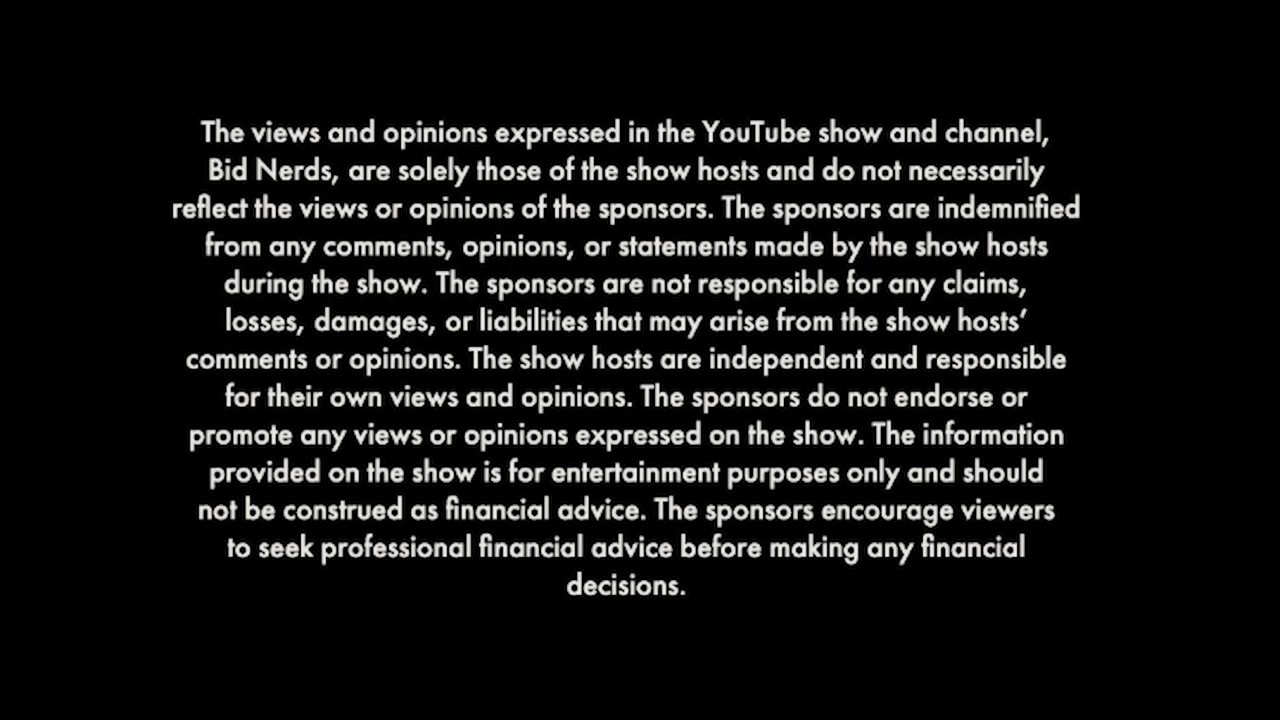 The views and opinions expressed in the YouTube show and channel,
Bid Nerds, are solely those of the show hosts and do not necessarily
reflect the views or opinions of the sponsors. The sponsors are indemnified
from any comments, opinions, or statements made by the show hosts
during the show. The sponsors are not responsible for any claims,
losses, damages, or liabilities that may arise from the show hosts’
comments or opinions. The show hosts are independent and responsible
for their own views and opinions. The sponsors do not endorse or
promote any views or opinions expressed on the show. The information
provided on the show is for entertainment purposes only and should
not be construed as financial advice. The sponsors encourage viewers
to seek professional financial advice before making any financial
decisions.